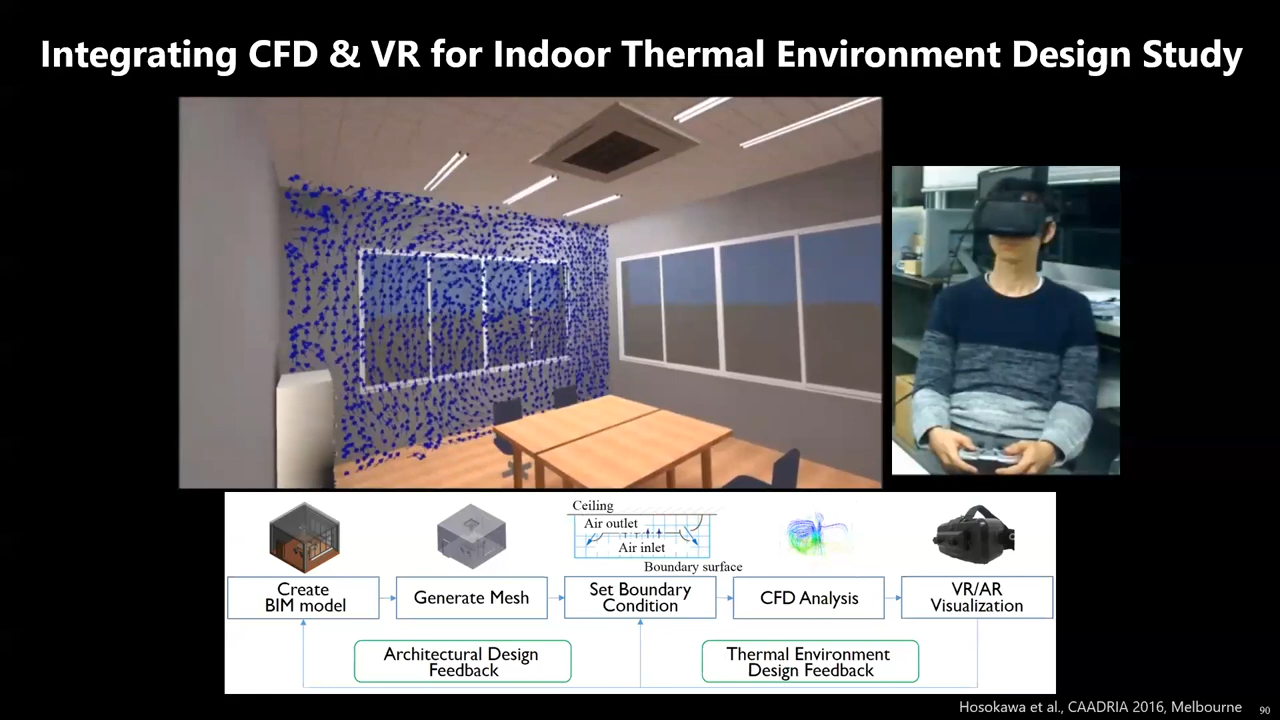 Integrating CFD & VR for Indoor Thermal Environment Design Study
Ceiling
Air outlet
Air inlet
Boundary surface
Create
BIM model
Generate Mesh
Set Boundary
Condition
CFD Analysis
VR/AR
Visualization
Architectural Design
Feedback
Thermal Environment
Design Feedback
Hosokawa et al., CAADRIA 2016, Melbourne
90